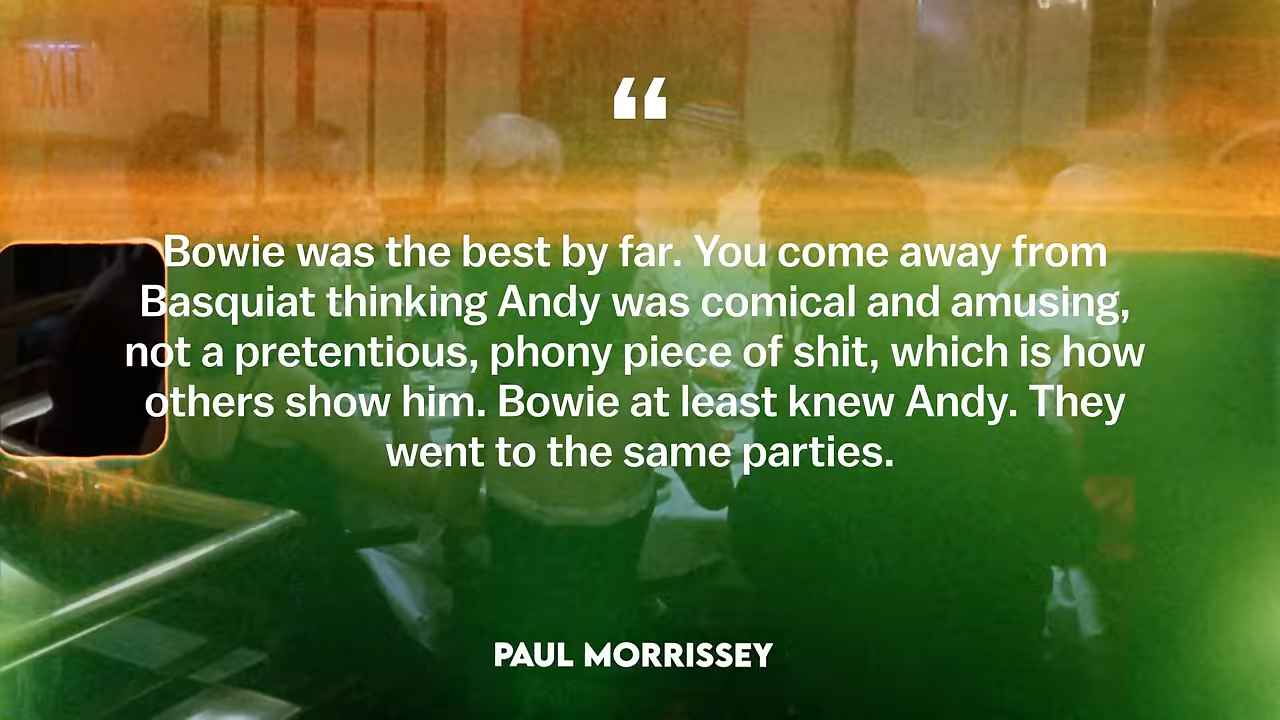 EXIT
“
Bowie was the best by far. You come away from
Basquiat thinking Andy was comical and amusing,
not a pretentious, phony piece of shit, which is how
others show him. Bowie at least knew Andy. They
went to the same parties.
PAUL MORRISSEY